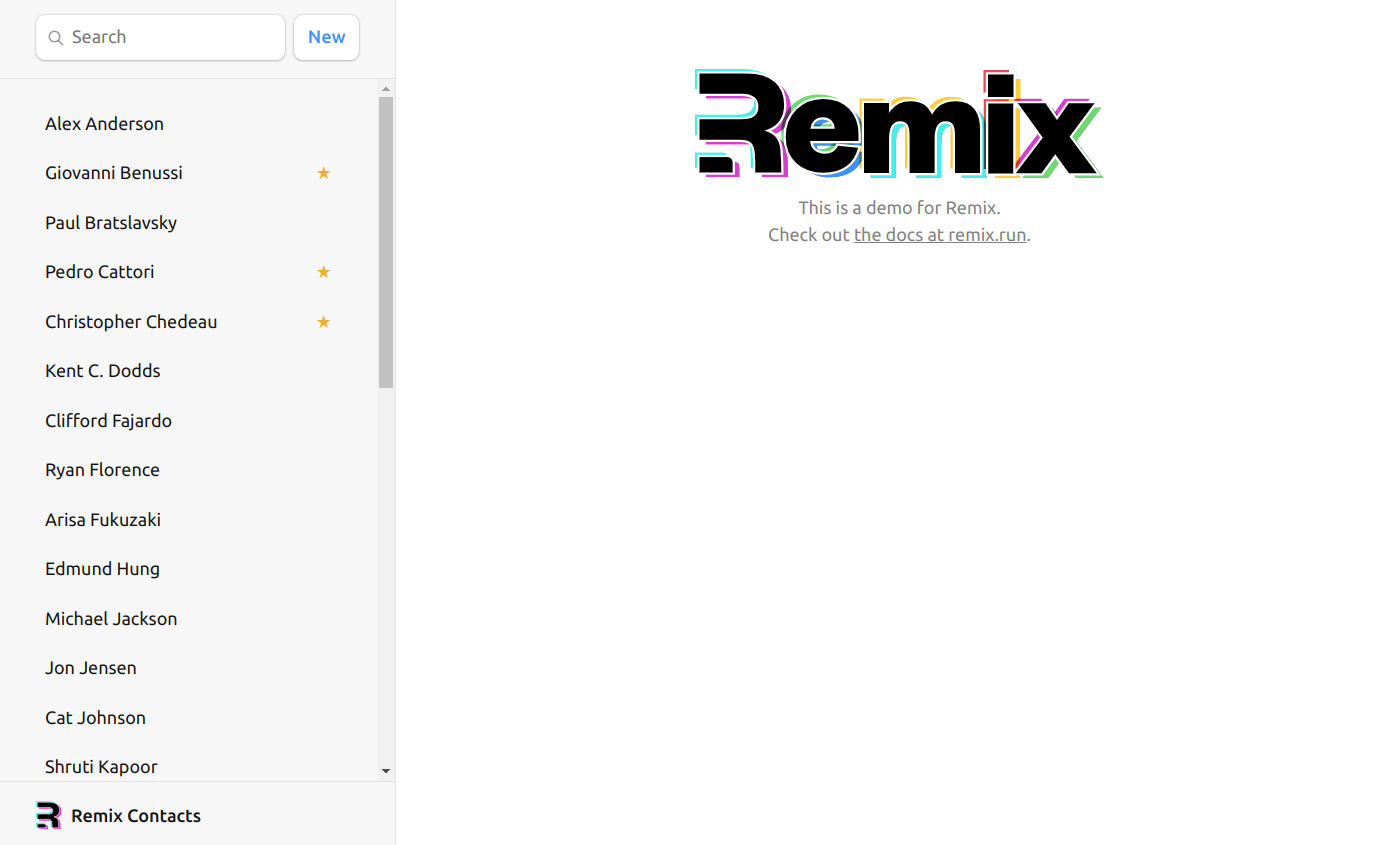 Search
New
Alex Anderson
Giovanni Benussi ★
Paul Bratslavsky
Pedro Cattori ★
Christopher Chedeau ★
Kent C. Dodds
Clifford Fajardo
Ryan Florence
Arisa Fukuzaki
Edmund Hung
Michael Jackson
Jon Jensen
Cat Johnson
Shruti Kapoor
Remix Contacts
Remix
This is a demo for Remix.
Check out the docs at remix.run.